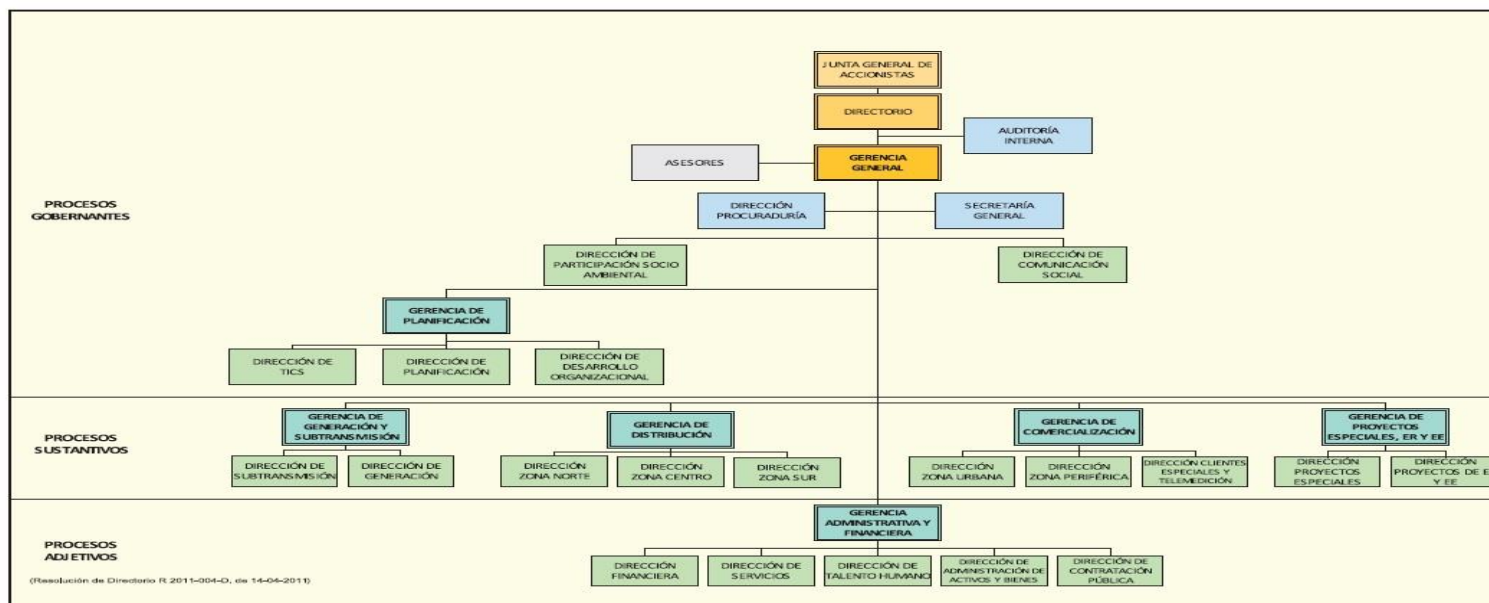 JUNTA GENERAL DE
ACCIONISTAS
DIRECTORIO
AUDITORÍA
INTERNA
ASESORES
GERENCIA
GENERAL
PROCESOS
GOBERNANTES
DIRECCIÓN
PROCURADURÍA
SECRETARÍA
GENERAL
DIRECCIÓN DE
PARTICIPACIÓN SOCIO
AMBIENTAL
DIRECCIÓN DE
COMUNICACIÓN
SOCIAL
GERENCIA DE
PLANIFICACIÓN
DIRECCIÓN DE
TICS
DIRECCIÓN DE
PLANIFICACIÓN
DIRECCIÓN DE
DESARROLLO
ORGANIZACIONAL
PROCESOS
SUSTANTIVOS
GERENCIA DE
GENERACIÓN Y
SUBTRANSMISIÓN
GERENCIA DE
DISTRIBUCIÓN
GERENCIA DE
COMERCIALIZACIÓN
GERENCIA DE
PROYECTOS
ESPECIALES, ER Y EE
DIRECCIÓN DE
SUBTRANSMISIÓN
DIRECCIÓN DE
GENERACIÓN
DIRECCIÓN
ZONA NORTE
DIRECCIÓN
ZONA CENTRO
DIRECCIÓN
ZONA SUR
DIRECCIÓN
ZONA URBANA
DIRECCIÓN
ZONA PERIFÉRICA
DIRECCIÓN CLIENTES
ESPECIALES Y
TELEMEDICIÓN
DIRECCIÓN
PROYECTOS
ESPECIALES
DIRECCIÓN
PROYECTOS DE E
Y EE
PROCESOS
ADJETIVOS
GERENCIA
ADMINISTRATIVA Y
FINANCIERA
DIRECCIÓN
FINANCIERA
DIRECCIÓN DE
SERVICIOS
DIRECCIÓN DE
TALENTO HUMANO
DIRECCIÓN DE
ADMINISTRACIÓN DE
ACTIVOS Y BIENES
DIRECCIÓN DE
CONTRATACIÓN
PÚBLICA
(Resolución de Directorio R 2011-004-D, de 14-04-2011)